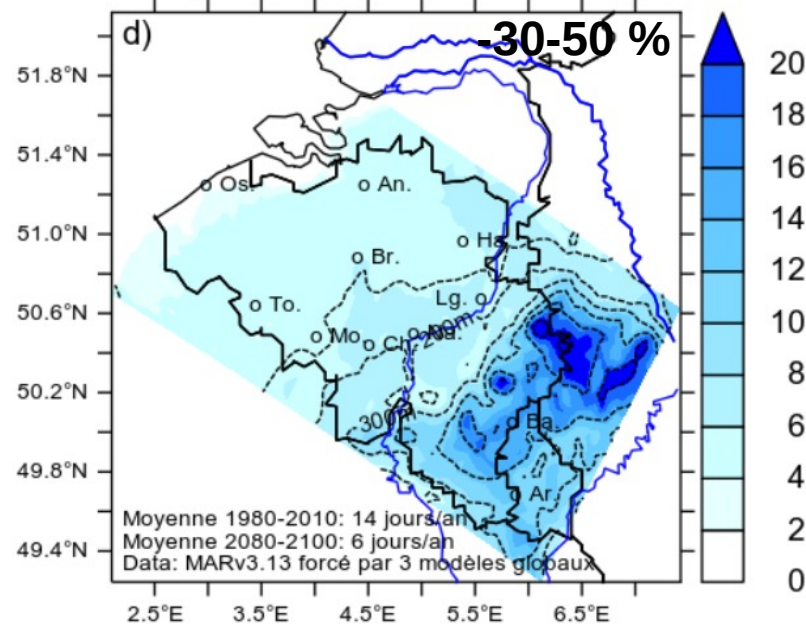 d)
-30-50 %
51.8°N
51.4°N
51.0°N
50.6°N
50.2°N
49.8°N
49.4°N
Os.
An.
Ha.
Br.
Lg.
To.
Mo.
Ch.
Na.
200m
Ba.
300m
Ar.
Moyenne 1980-2010: 14 jours/an
Moyenne 2080-2100: 6 jours/an
Data: MARv3.13 forcé par 3 modèles globaux
2.5°E 3.5°E 4.5°E 5.5°E 6.5°E
20
18
16
14
12
10
8
6
4
2
0